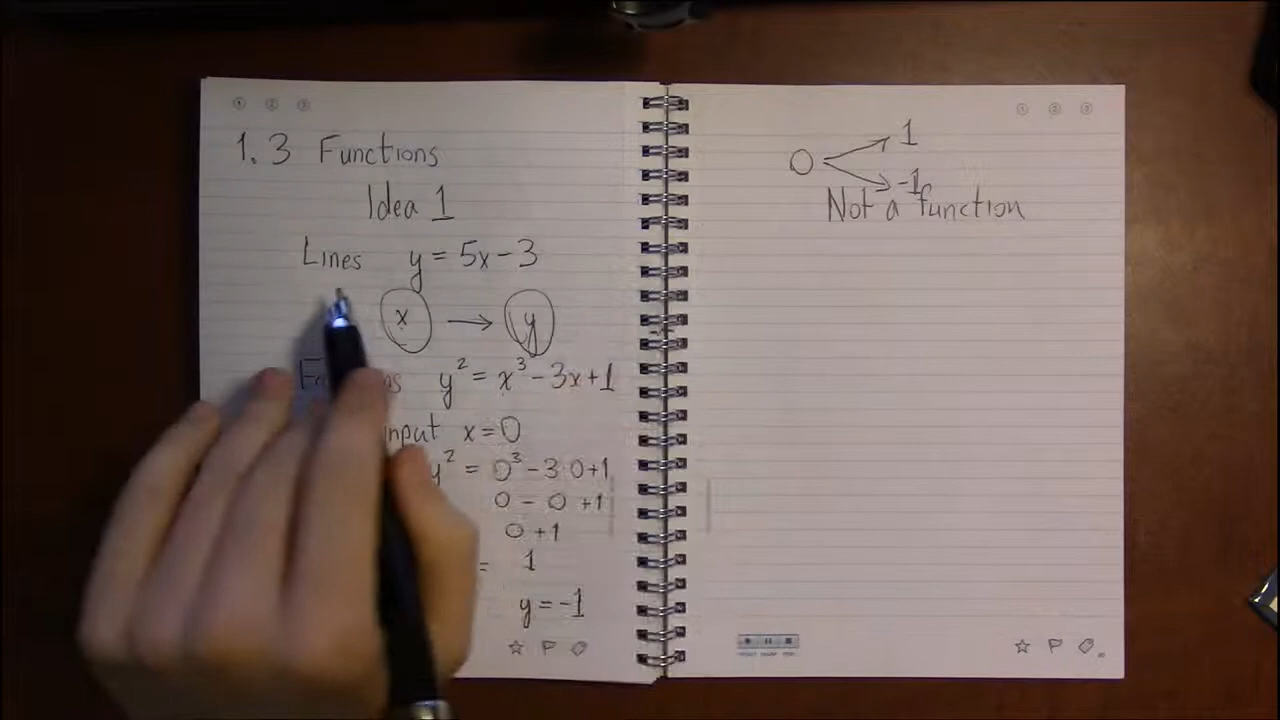 1.3 Functions
Idea 1
Lines y = 5x - 3
x → y
y² = x³ - 3x + 1
input x = 0
y² = 0³ - 3 0 + 1
0 - 0 + 1
0 + 1
= 1
y = -1
0 1
-1
Not a function